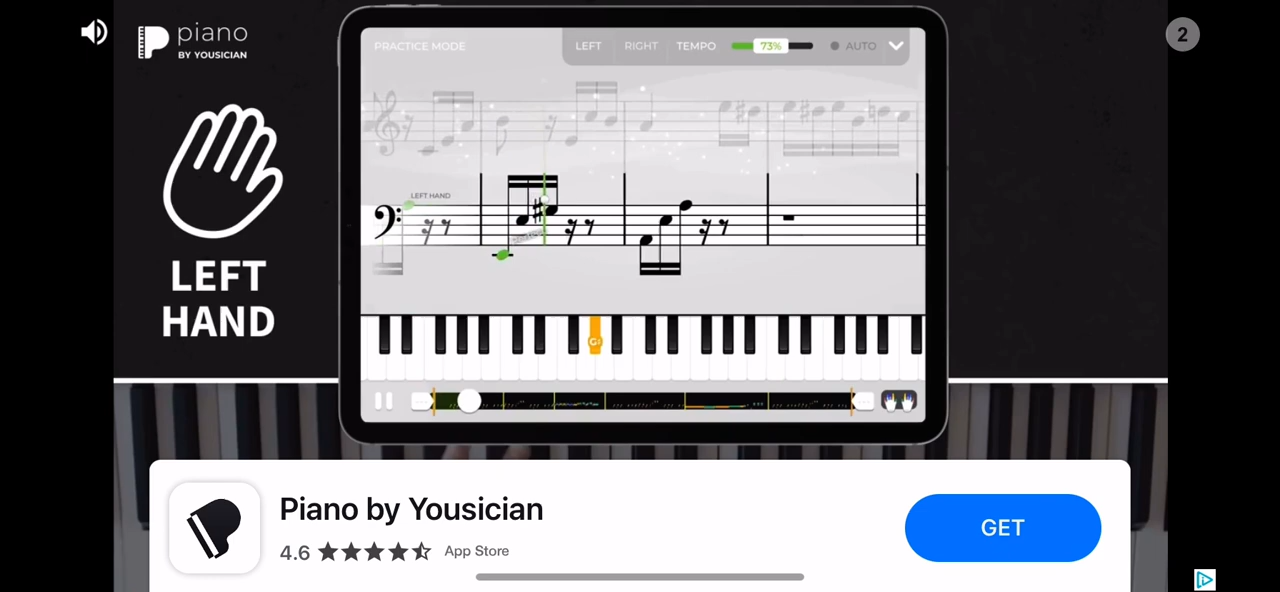 piano
BY YOUSICIAN
2
PRACTICE MODE
LEFT
RIGHT
TEMPO
73%
AUTO
LEFT HAND
LEFT
HAND
Piano by Yousician
4.6
App Store
GET